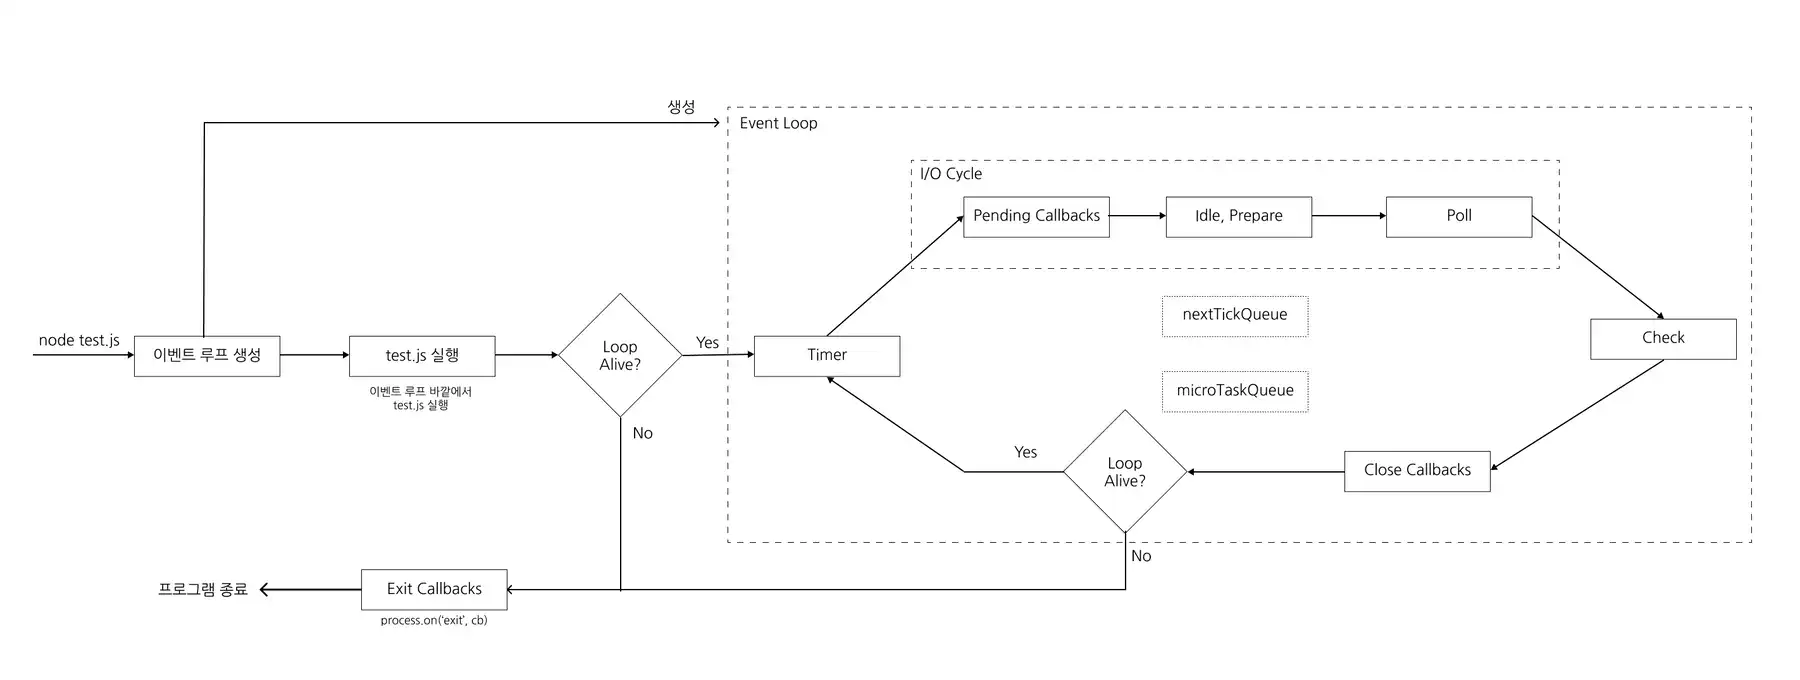 생성
Event Loop
I/O Cycle
Pending Callbacks
Idle, Prepare
Poll
nextTickQueue
node test.js
이벤트 루프 생성
test.js 실행
이벤트 루프 바깥에서
test.js 실행
Loop
Alive?
Yes
No
Timer
Check
microTaskQueue
Yes
Loop
Alive?
Close Callbacks
No
프로그램 종료
Exit Callbacks
process.on('exit', cb)